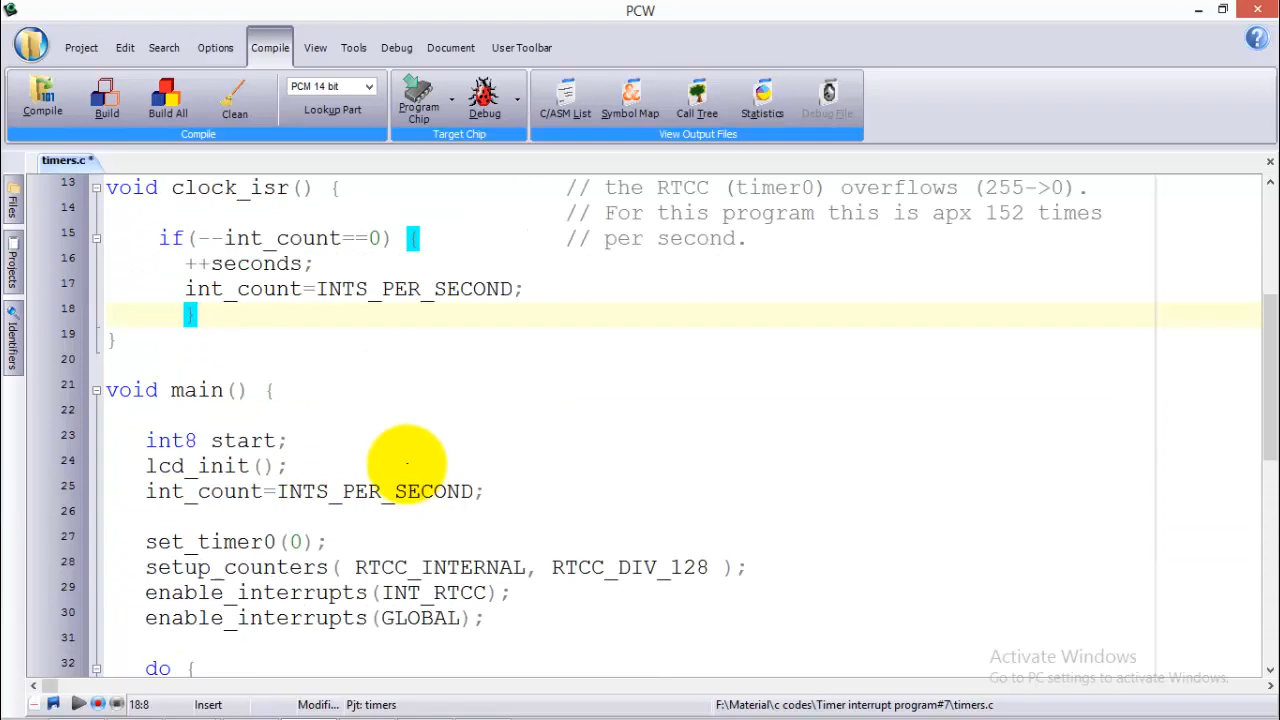 PCW
Project Edit Search Options Compile View Tools Debug Document User Toolbar
PCM 14 bit
Compile Build Build All Clean Lookup Part Program Chip Debug C/ASM List Symbol Map Call Tree Statistics Debug File
Compile Target Chip View Output Files
timers.c *
Files
Projects
Identifiers
13 void clock_isr() { // the RTCC (timer0) overflows (255->0).
14 // For this program this is apx 152 times
15 if(--int_count==0) { // per second.
16 ++seconds;
17 int_count=INTS_PER_SECOND;
18 }
19 }
20
21 void main() {
22
23 int8 start;
24 lcd_init();
25 int_count=INTS_PER_SECOND;
26
27 set_timer0(0);
28 setup_counters( RTCC_INTERNAL, RTCC_DIV_128 );
29 enable_interrupts(INT_RTCC);
30 enable_interrupts(GLOBAL);
31
32 do {
Activate Windows
Go to PC settings to activate Windows.
18:8 Insert Modifi... Pjt: timers F:\Material\c codes\Timer interrupt program#7\timers.c